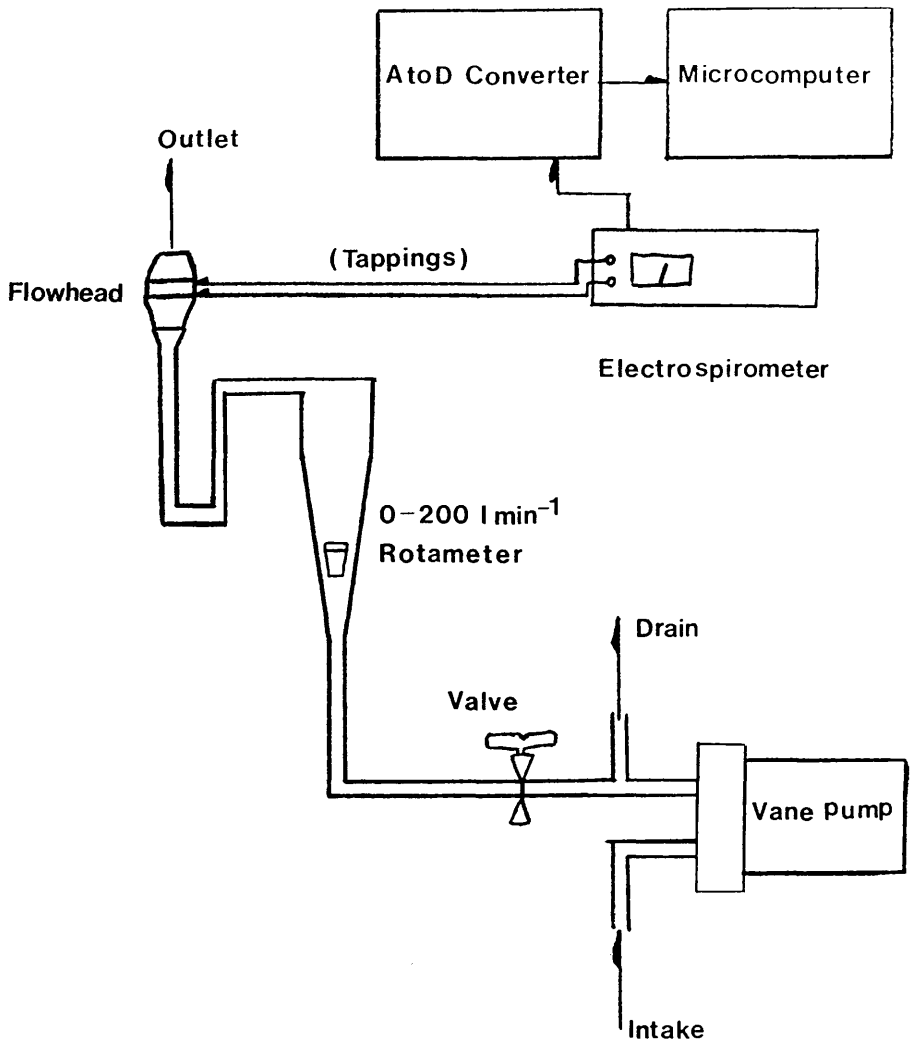 AtoD Converter
Microcomputer
Outlet
(Tappings)
Flowhead
Electrospirometer
0-200 l min⁻¹
Rotameter
Drain
Valve
Vane pump
Intake